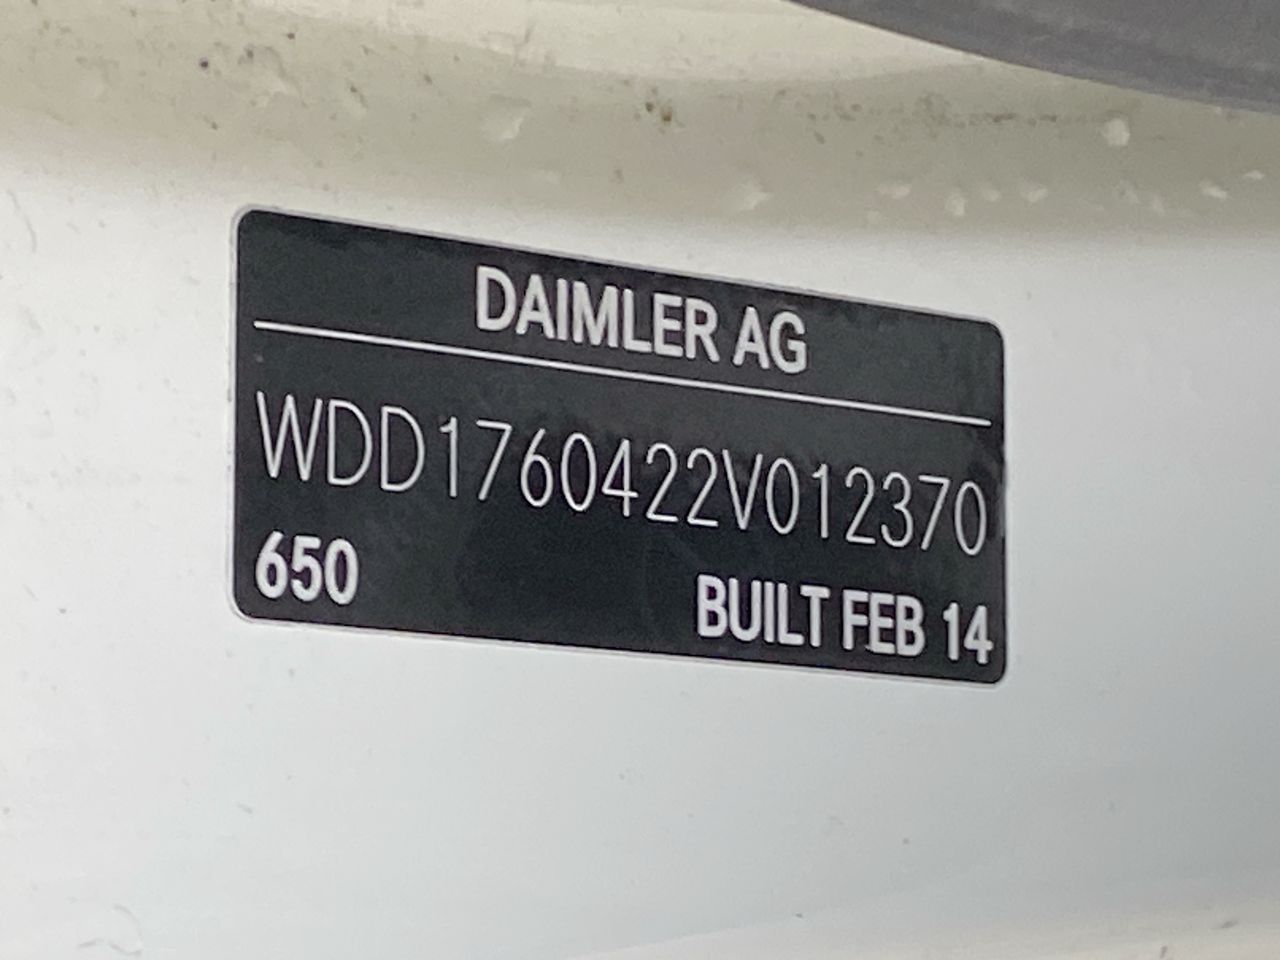 DAIMLER AG
WDD1760422V012370
650
BUILT FEB 14